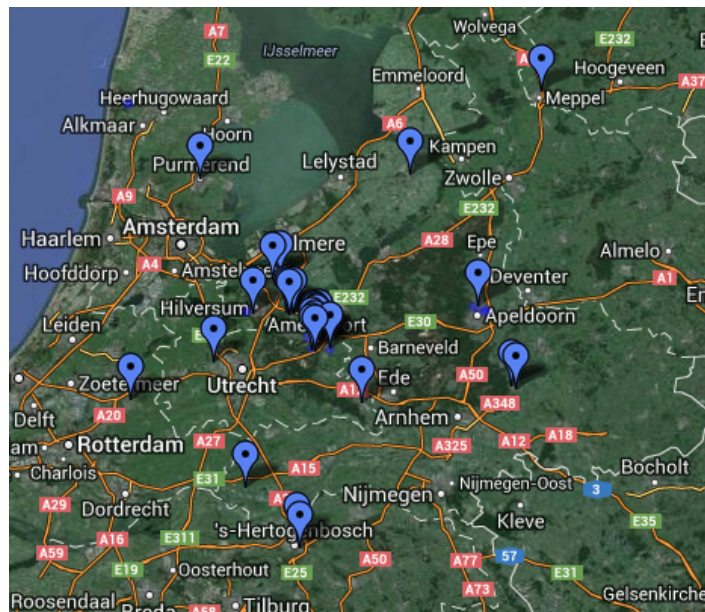 Wolvega
A7
E22
IJsselmeer
E232
Emmeloord
Hoogeveen
A37
Heerhugowaard
Meppel
Alkmaar
Hoorn
A6
Purmerend
Kampen
Lelystad
Zwolle
A9
E232
Amsterdam
Haarlem
A28
Epe
Almelo
A4
Hoofddorp
Deventer
A1
Hilversum
E232
Leiden
E30
Apeldoorn
Barneveld
Zoetermeer
Utrecht
Ede
A50
A348
Delft
A20
Arnhem
A27
A12
A18
Rotterdam
A325
Charlois
E31
A15
Bocholt
A29
Dordrecht
Nijmegen
Nijmegen-Oost
3
Kleve
's-Hertogenbosch
E35
A16
E311
A59
E19
E25
A50
A77
57
E31
Oosterhout
A73
Gelsenkirche
Roosendaal
Breda
A58
Tilburg